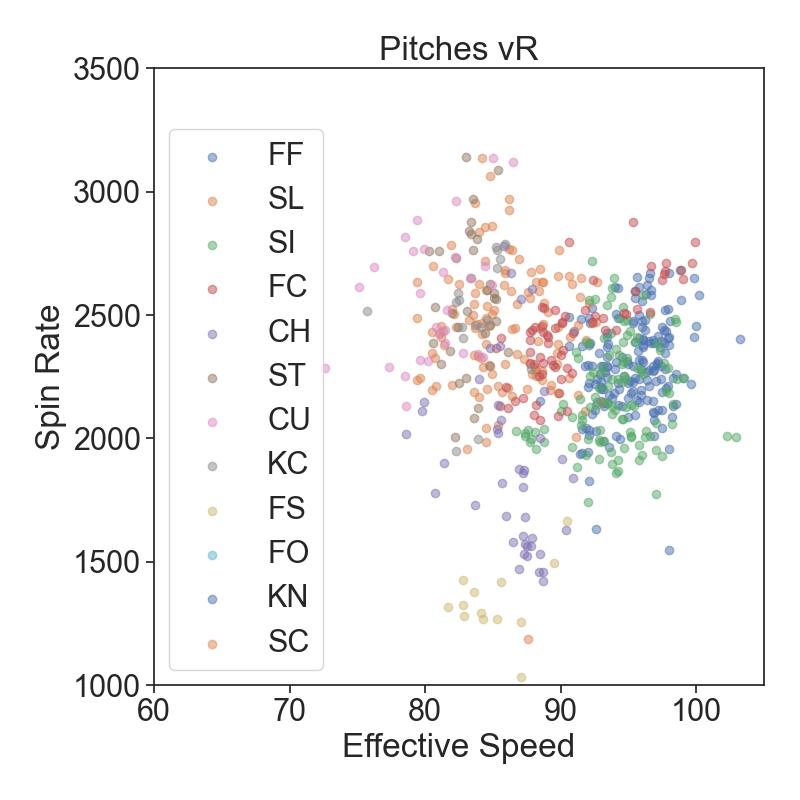 Pitches vR
3500
3000
2500
2000
1500
1000
Spin Rate
FF
SL
SI
FC
CH
ST
CU
KC
FS
FO
KN
SC
60 70 80 90 100
Effective Speed